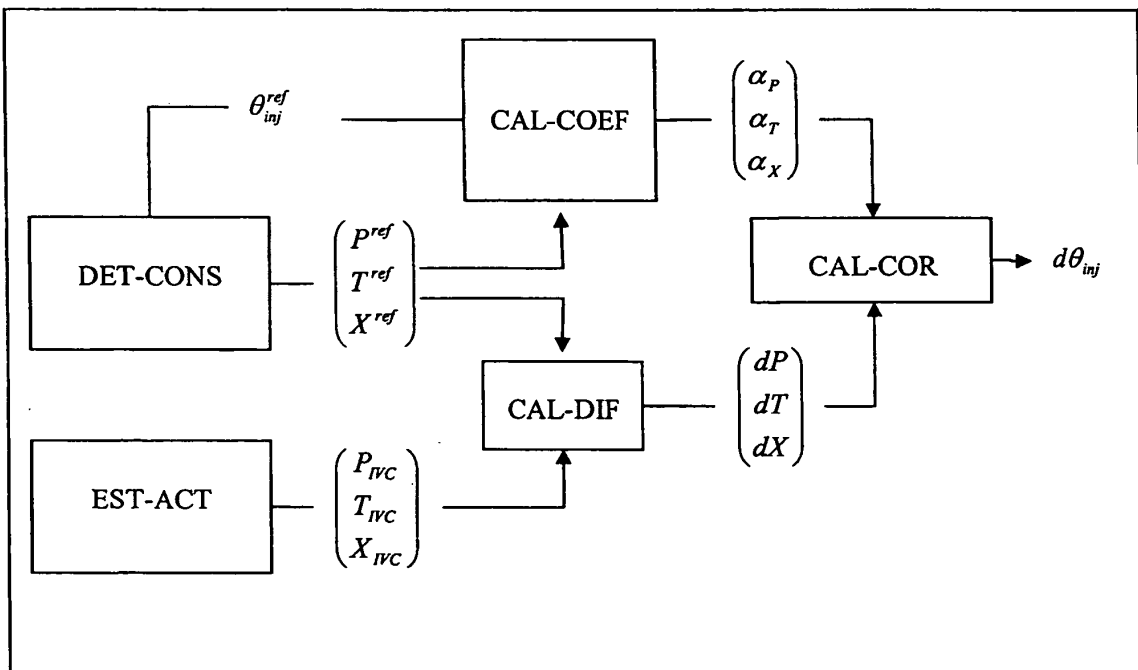 θ_inj^ref
CAL-COEF
α_P
α_T
α_X
DET-CONS
P^ref
T^ref
X^ref
CAL-COR
dθ_inj
CAL-DIF
dP
dT
dX
EST-ACT
P_IVC
T_IVC
X_IVC